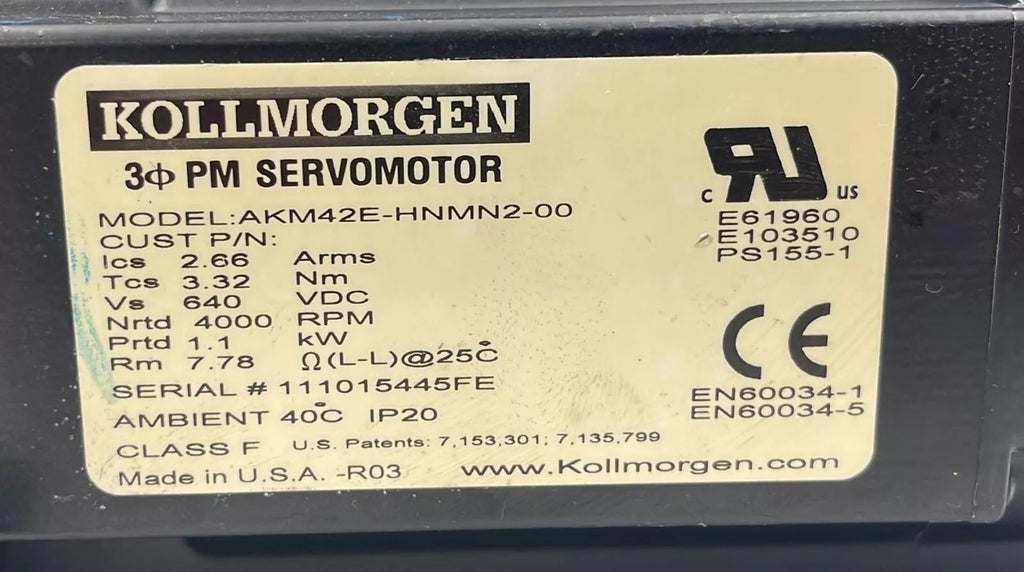 KOLLMORGEN
3ф PM SERVOMOTOR
MODEL:AKM42E-HNMN2-00
CUST P/N:
Ics 2.66 Arms
Tcs 3.32 Nm
Vs 640 VDC
Nrtd 4000 RPM
Prtd 1.1 kW
Rm 7.78 Ω(L-L)@25°C
SERIAL # 111015445FE
AMBIENT 40°C IP20
CLASS F U.S. Patents: 7,153,301; 7,135,799
Made in U.S.A. -R03 www.Kollmorgen.com
c RU us
E61960
E103510
PS155-1
CE
EN60034-1
EN60034-5